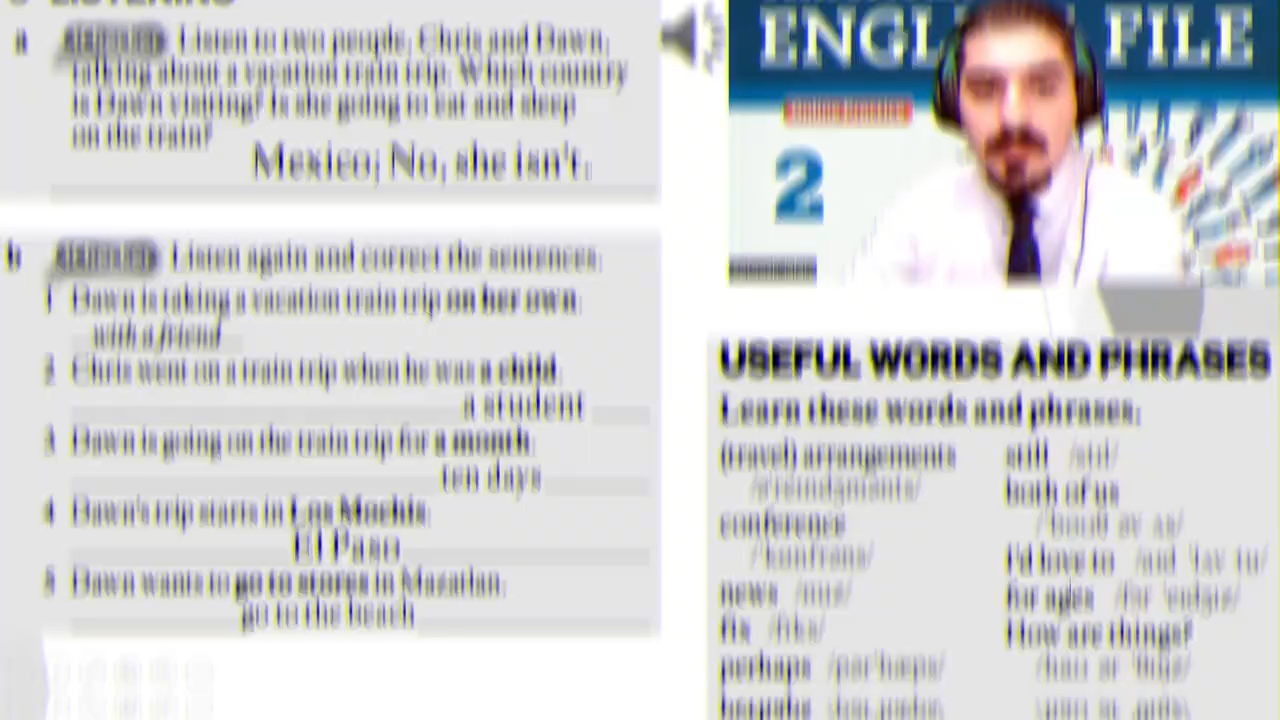 LISTENING
a Listen to two people, Chris and Dawn,
talking about a vacation train trip. Which country
is Dawn visiting? Is she going to eat and sleep
on the train?
Mexico; No, she isn't.
b Listen again and correct the sentences.
1 Dawn is taking a vacation train trip on her own.
with a friend
2 Chris went on a train trip when he was a child.
a student
3 Dawn is going on the train trip for a month.
ten days
4 Dawn's trip starts in Los Mochis.
El Paso
5 Dawn wants to go to stores in Mazatlan.
go to the beach
ENGL FILE
2
USEFUL WORDS AND PHRASES
Learn these words and phrases.
(travel) arrangements
conference
news
fix
perhaps
still
both of us
I'd love to
for ages
How are things?